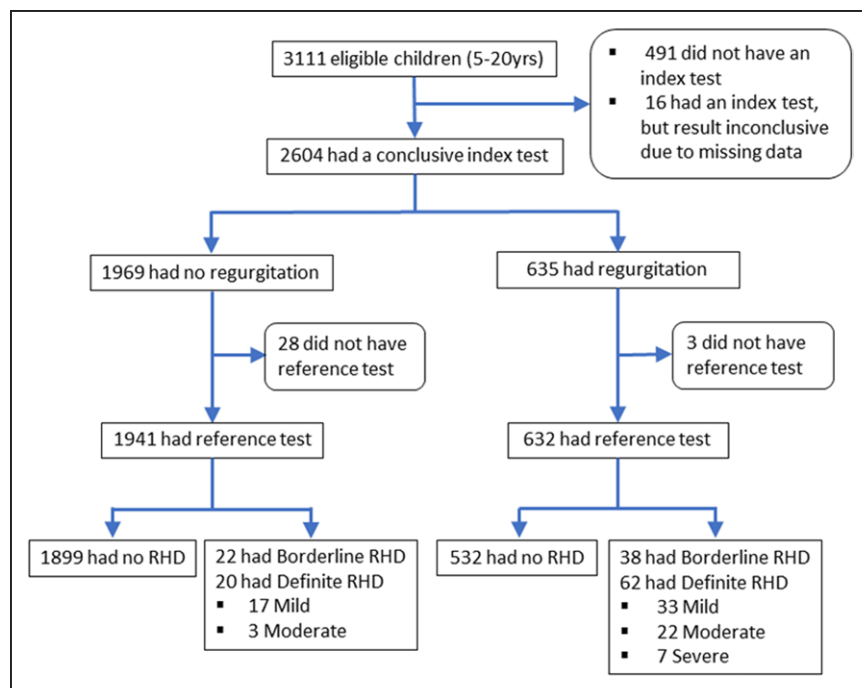 3111 eligible children (5-20yrs)
▪ 491 did not have an
index test
▪ 16 had an index test,
but result inconclusive
due to missing data
2604 had a conclusive index test
1969 had no regurgitation
635 had regurgitation
28 did not have
reference test
3 did not have
reference test
1941 had reference test
632 had reference test
1899 had no RHD
22 had Borderline RHD
20 had Definite RHD
▪ 17 Mild
▪ 3 Moderate
532 had no RHD
38 had Borderline RHD
62 had Definite RHD
▪ 33 Mild
▪ 22 Moderate
▪ 7 Severe